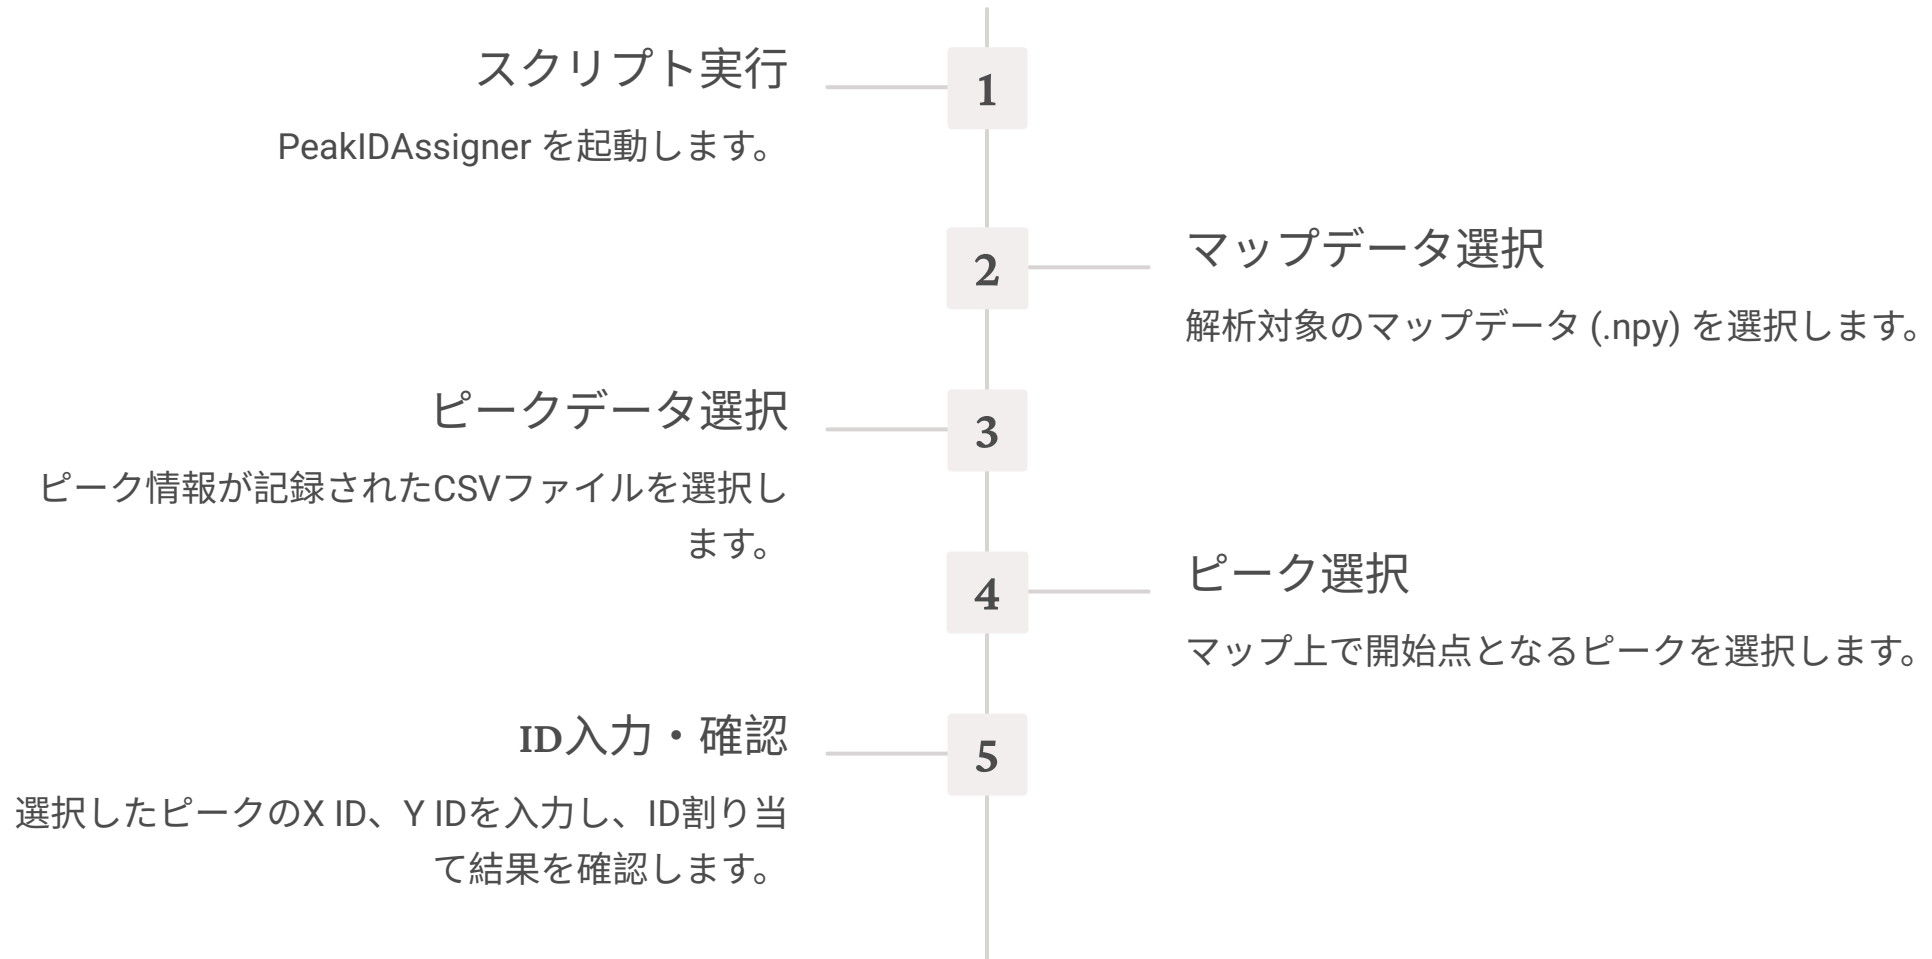 スクリプト実行
1
PeakIDAssigner を起動します。
2
マップデータ選択
解析対象のマップデータ (.npy) を選択します。
ピークデータ選択
3
ピーク情報が記録されたCSVファイルを選択し
ます。
4
ピーク選択
マップ上で開始点となるピークを選択します。
ID入力・確認
5
選択したピークのX ID、Y IDを入力し、ID割り当
て結果を確認します。